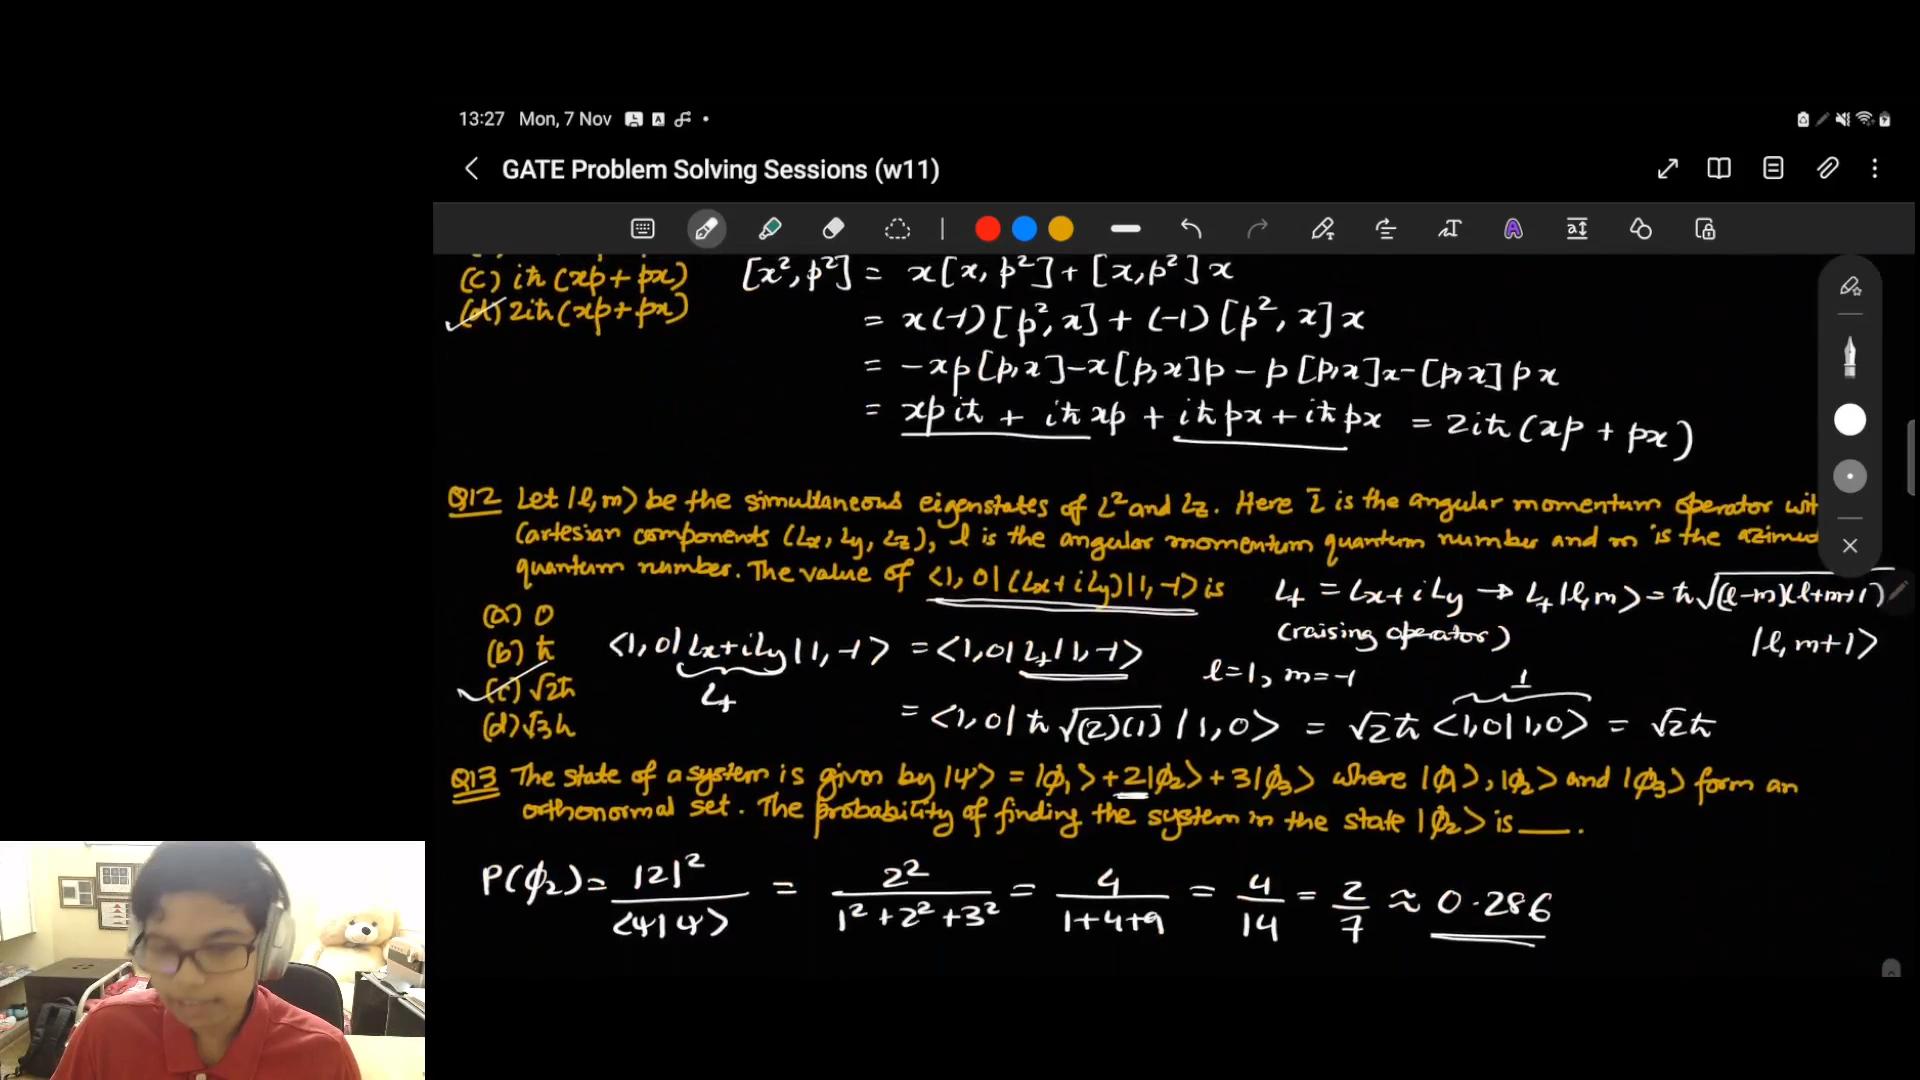 13:27 Mon, 7 Nov
GATE Problem Solving Sessions (w11)
(c) iħ(xp+px)
(d) 2iħ(xp+px)
[x², p²] = x[x, p²] + [x, p²]x
= x(-1)[p², x] + (-1)[p², x]x
= -xp[p,x] - x[p,x]p - p[p,x]x - [p,x]px
= xp iħ + iħ xp + iħ px + iħ px = 2iħ(xp + px)
Q12 Let |l,m> be the simultaneous eigenstates of L² and Lz. Here L̄ is the angular momentum operator wit
Cartesian components (Lx, Ly, Lz), l is the angular momentum quantum number and m is the azimu
quantum number. The value of <1,0|(Lx+iLy)|1,-1> is
L+ = Lx+iLy → L+|l,m> = ħ√(l-m)(l+m+1)
|l,m+1>
(raising operator)
(a) 0
(b) ħ
(c) √2ħ
(d) √3ħ
<1,0|Lx+iLy|1,-1> = <1,0|L+|1,-1>
L+
l=1, m=-1
= <1,0|ħ√(2)(1)|1,0> = √2ħ <1,0|1,0> = √2ħ
1
Q13 The state of a system is given by |ψ> = |ϕ1> + 2|ϕ2> + 3|ϕ3> where |ϕ1>, |ϕ2> and |ϕ3> form an
orthonormal set. The probability of finding the system in the state |ϕ2> is ___.
P(ϕ2) = |2|²/<ψ|ψ> = 2²/1²+2²+3² = 4/1+4+9 = 4/14 = 2/7 ≈ 0.286